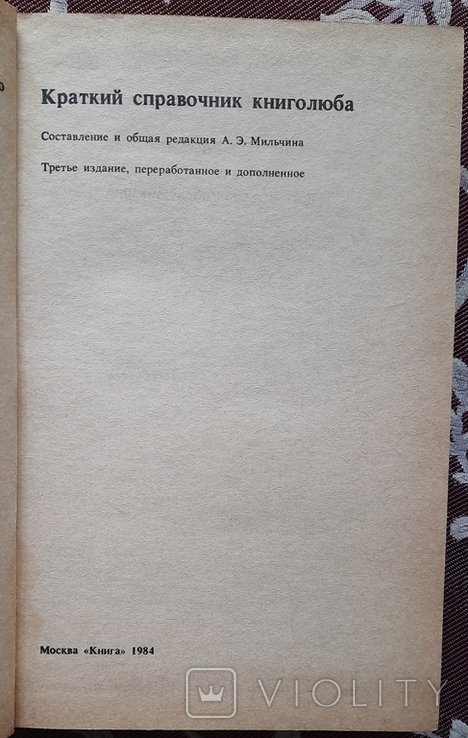 Краткий справочник книголюба
Составление и общая редакция А. Э. Мильчина
Третье издание, переработанное и дополненное
Москва «Книга» 1984
VIOLITY